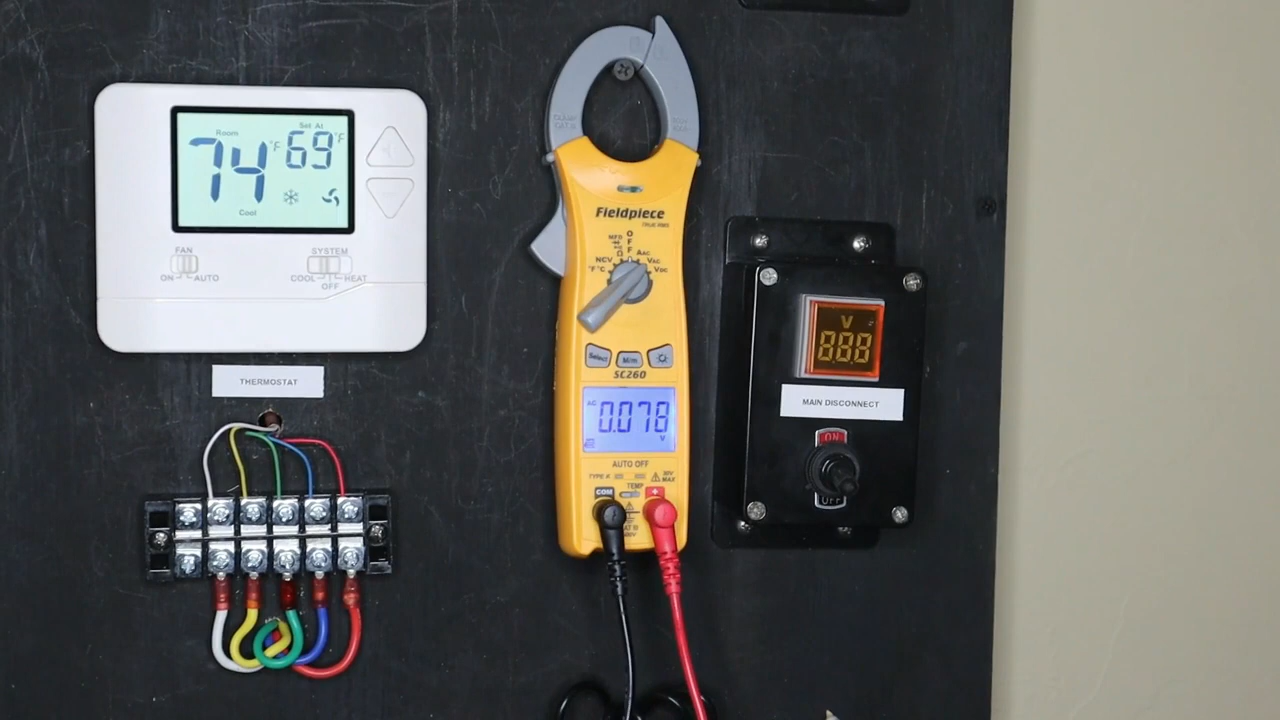 Room
Set At
74 °F
69 °F
Cool
FAN
ON AUTO
SYSTEM
COOL HEAT
OFF
THERMOSTAT
Fieldpiece
TRUE RMS
OFF
MFD
Ω
AAC
NCV
VAC
°F°C
VDC
Select
M/m
SC260
AC
0.078
V
AUTO OFF
TYPE K
30V
MAX
TEMP
COM
+
V
888
MAIN DISCONNECT
ON
OFF